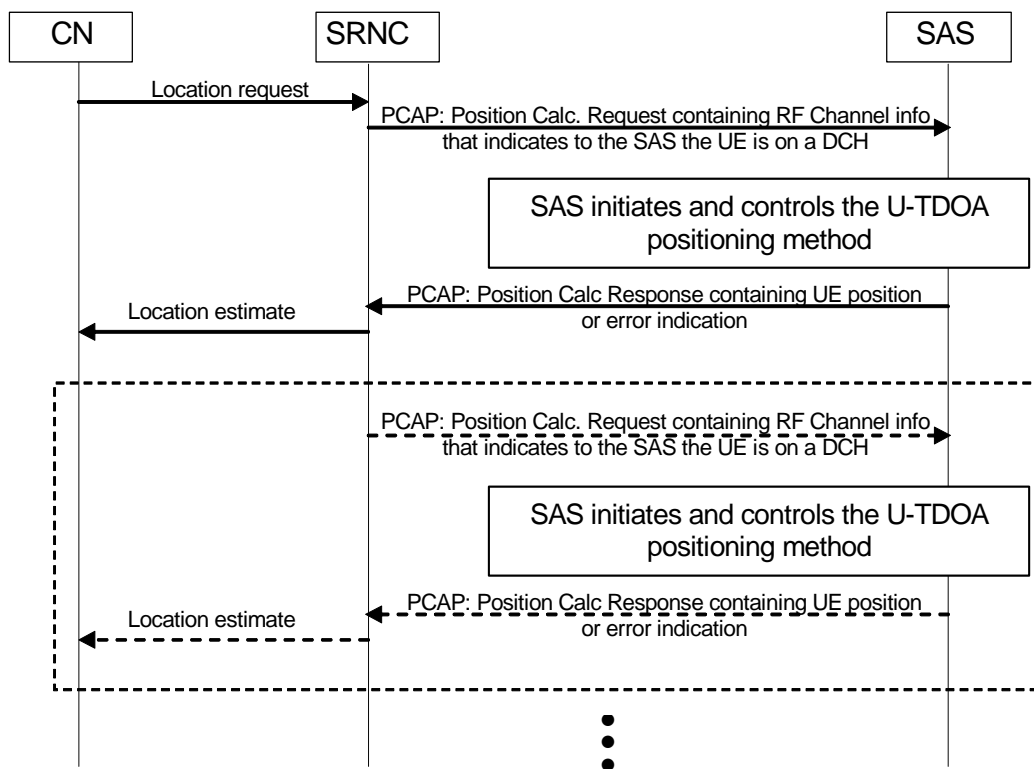 CN
SRNC
SAS
Location request
PCAP: Position Calc. Request containing RF Channel info
that indicates to the SAS the UE is on a DCH
SAS initiates and controls the U-TDOA
positioning method
PCAP: Position Calc Response containing UE position
or error indication
Location estimate
PCAP: Position Calc. Request containing RF Channel info
that indicates to the SAS the UE is on a DCH
SAS initiates and controls the U-TDOA
positioning method
PCAP: Position Calc Response containing UE position
or error indication
Location estimate